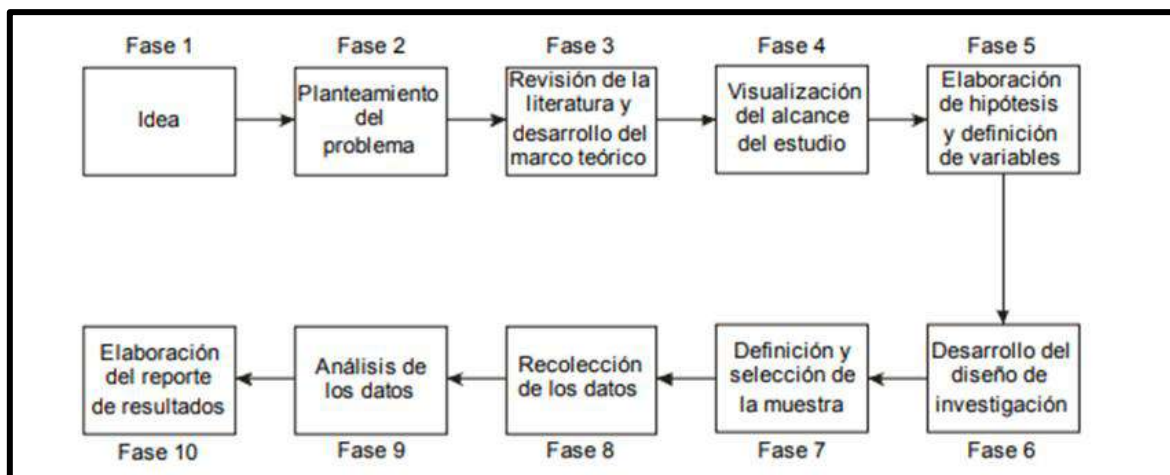 Fase 1
Idea
Fase 2
Planteamiento
del
problema
Fase 3
Revisión de la
literatura y
desarrollo del
marco teórico
Fase 4
Visualización
del alcance
del estudio
Fase 5
Elaboración
de hipótesis
y definición
de variables
Desarrollo del
diseño de
investigación
Fase 6
Definición y
selección de
la muestra
Fase 7
Recolección
de los datos
Fase 8
Análisis de
los datos
Fase 9
Elaboración
del reporte
de resultados
Fase 10